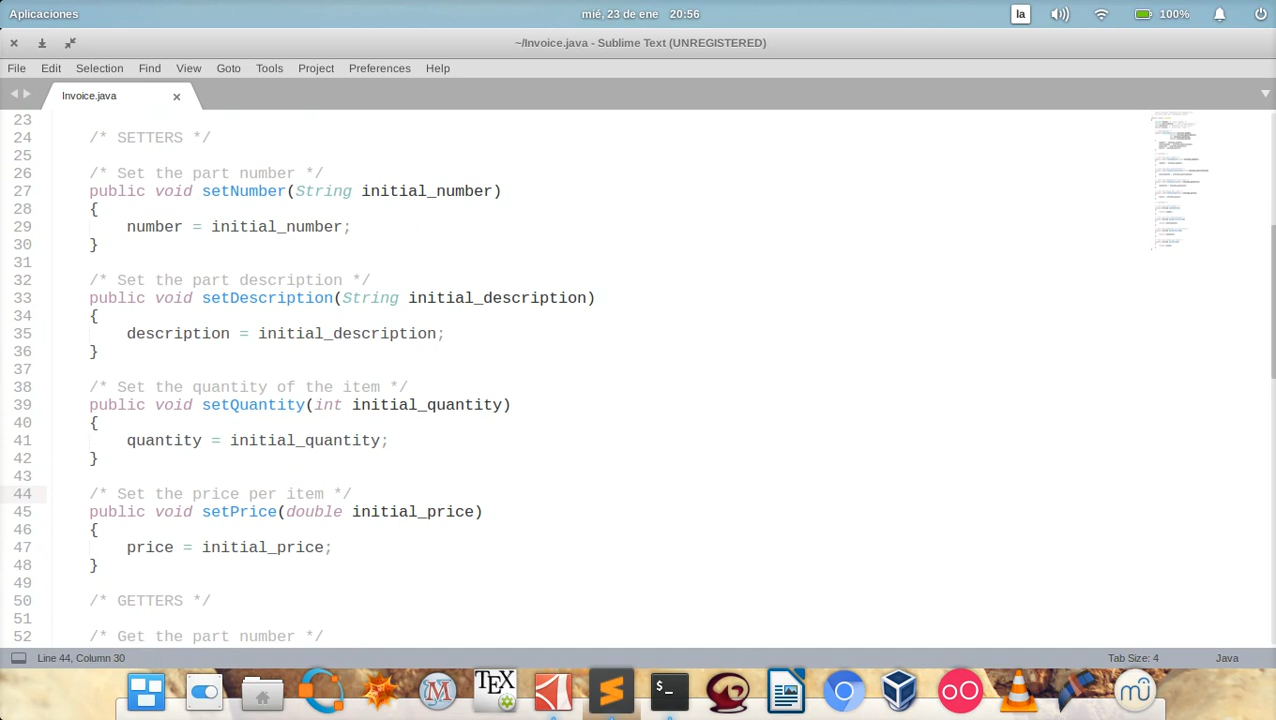 Aplicaciones
mié, 23 de ene 20:56
la
100%
~/Invoice.java - Sublime Text (UNREGISTERED)
File Edit Selection Find View Goto Tools Project Preferences Help
Invoice.java
23
24 /* SETTERS */
25
26 /* Set the part number */
27 public void setNumber(String initial_number)
28 {
29 number = initial_number;
30 }
31
32 /* Set the part description */
33 public void setDescription(String initial_description)
34 {
35 description = initial_description;
36 }
37
38 /* Set the quantity of the item */
39 public void setQuantity(int initial_quantity)
40 {
41 quantity = initial_quantity;
42 }
43
44 /* Set the price per item */
45 public void setPrice(double initial_price)
46 {
47 price = initial_price;
48 }
49
50 /* GETTERS */
51
52 /* Get the part number */
Line 44, Column 30
Tab Size: 4
Java
TEX
$_